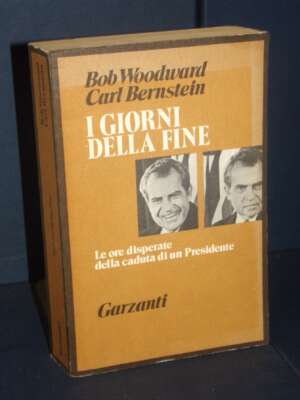 Bob Woodward
Carl Bernstein
I GIORNI
DELLA FINE
Le ore disperate
della caduta di un Presidente
Garzanti